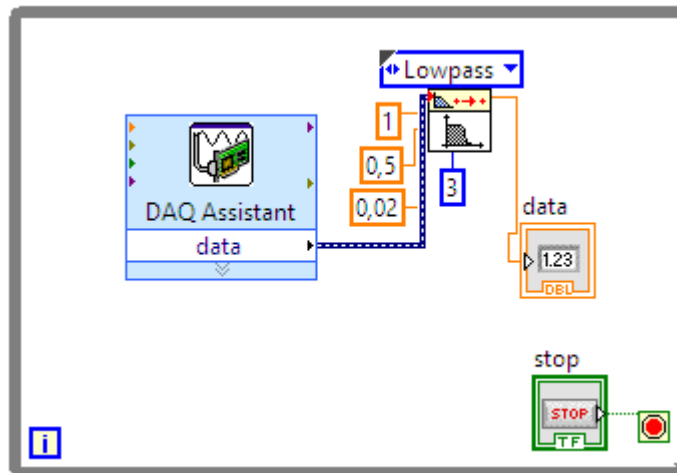 Lowpass
1
0,5
3
0,02
DAQ Assistant
data
data
1.23
DBL
stop
STOP
TF
i